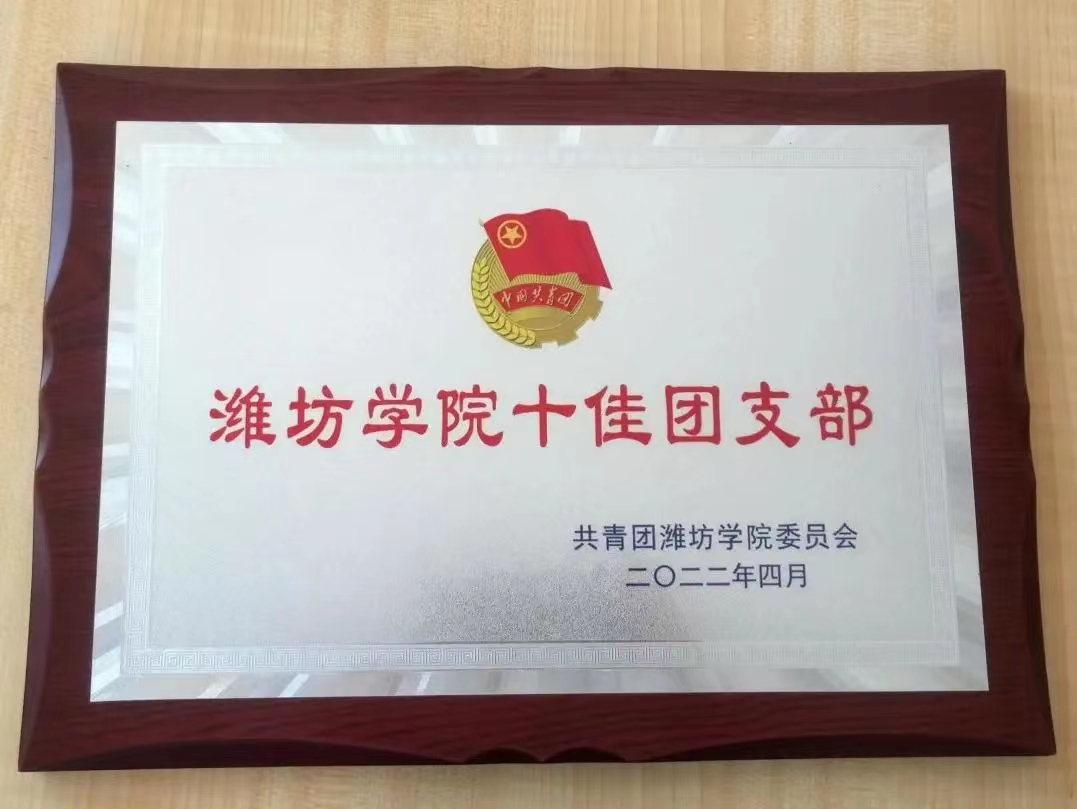 中国共青团
潍坊学院十佳团支部
共青团潍坊学院委员会
二〇二二年四月